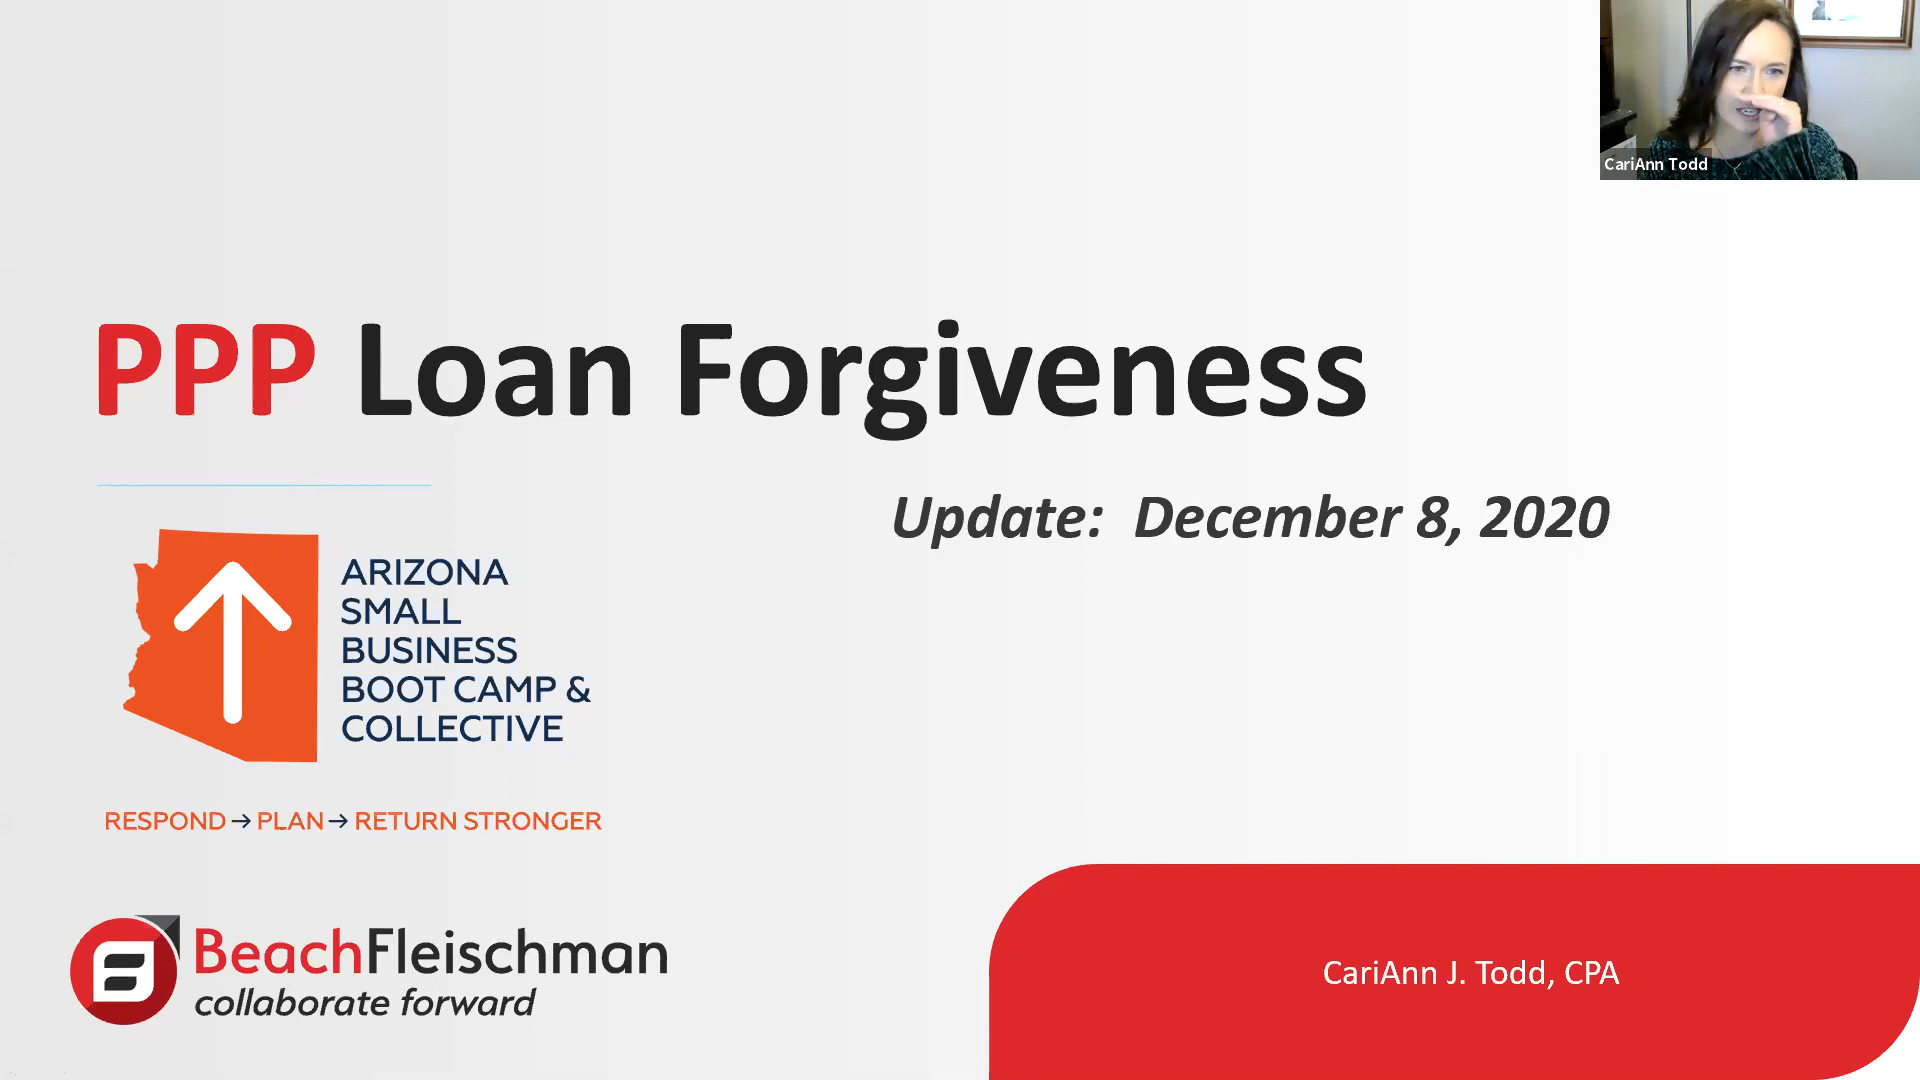 CariAnn Todd
PPP Loan Forgiveness
Update: December 8, 2020
ARIZONA
SMALL
BUSINESS
BOOT CAMP &
COLLECTIVE
RESPOND → PLAN → RETURN STRONGER
BeachFleischman
collaborate forward
CariAnn J. Todd, CPA